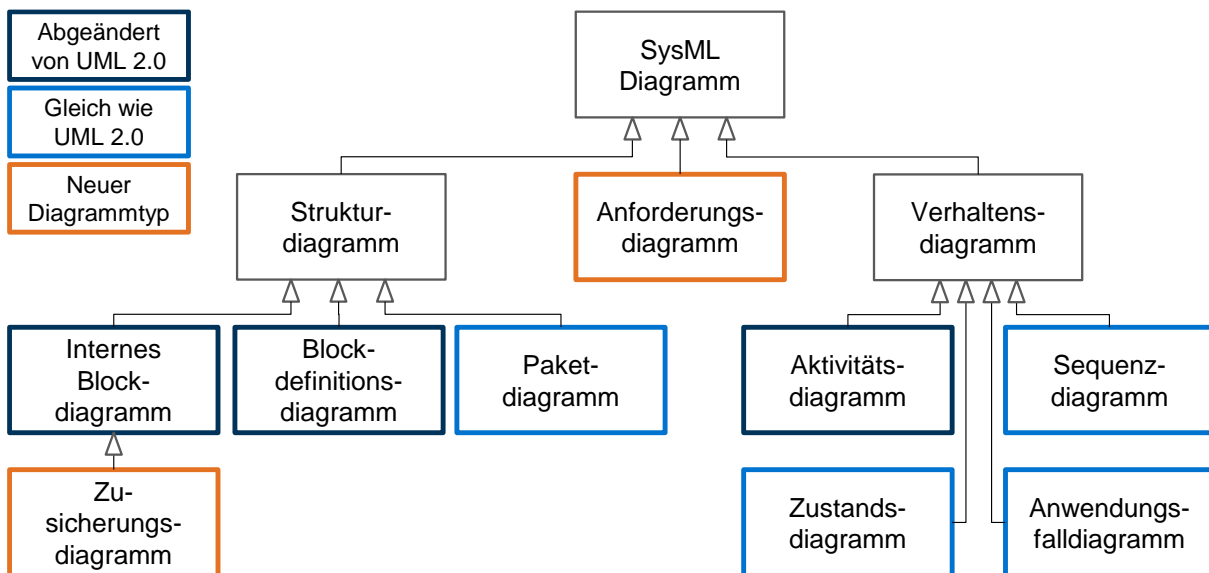 Abgeändert
von UML 2.0
Gleich wie
UML 2.0
Neuer
Diagrammtyp
SysML
Diagramm
Struktur-
diagramm
Anforderungs-
diagramm
Verhaltens-
diagramm
Internes
Block-
diagramm
Block-
definitions-
diagramm
Paket-
diagramm
Aktivitäts-
diagramm
Sequenz-
diagramm
Zu-
sicherungs-
diagramm
Zustands-
diagramm
Anwendungs-
falldiagramm